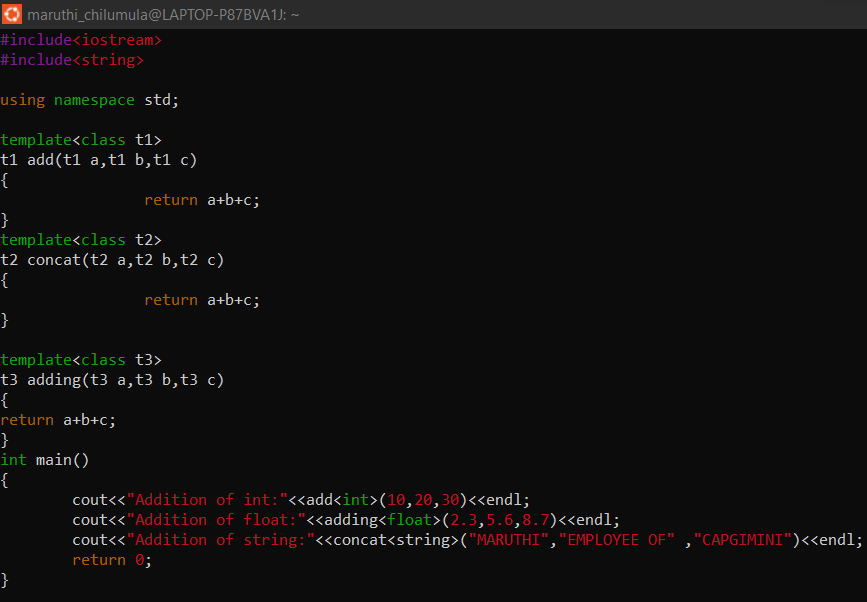 maruthi_chilumula@LAPTOP-P87BVA1J: ~
#include<iostream>
#include<string>
using namespace std;
template<class t1>
t1 add(t1 a,t1 b,t1 c)
{
return a+b+c;
}
template<class t2>
t2 concat(t2 a,t2 b,t2 c)
{
return a+b+c;
}
template<class t3>
t3 adding(t3 a,t3 b,t3 c)
{
return a+b+c;
}
int main()
{
cout<<"Addition of int:"<<add<int>(10,20,30)<<endl;
cout<<"Addition of float:"<<adding<float>(2.3,5.6,8.7)<<endl;
cout<<"Addition of string:"<<concat<string>("MARUTHI","EMPLOYEE OF" ,"CAPGIMINI")<<endl;
return 0;
}